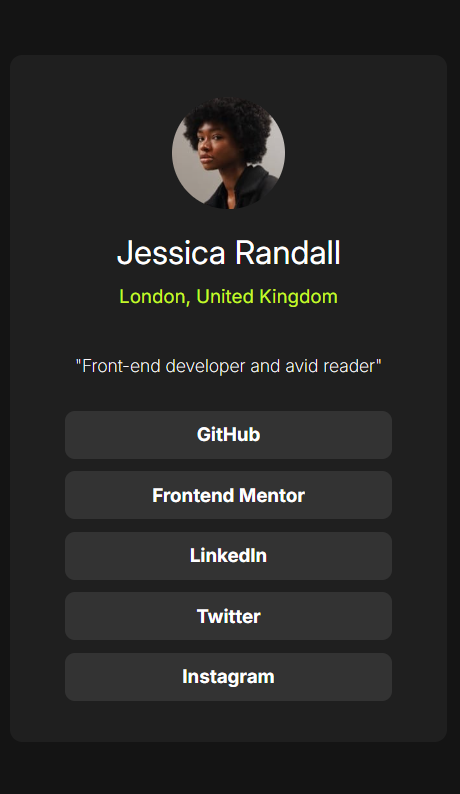 Jessica Randall
London, United Kingdom
"Front-end developer and avid reader"
GitHub
Frontend Mentor
LinkedIn
Twitter
Instagram